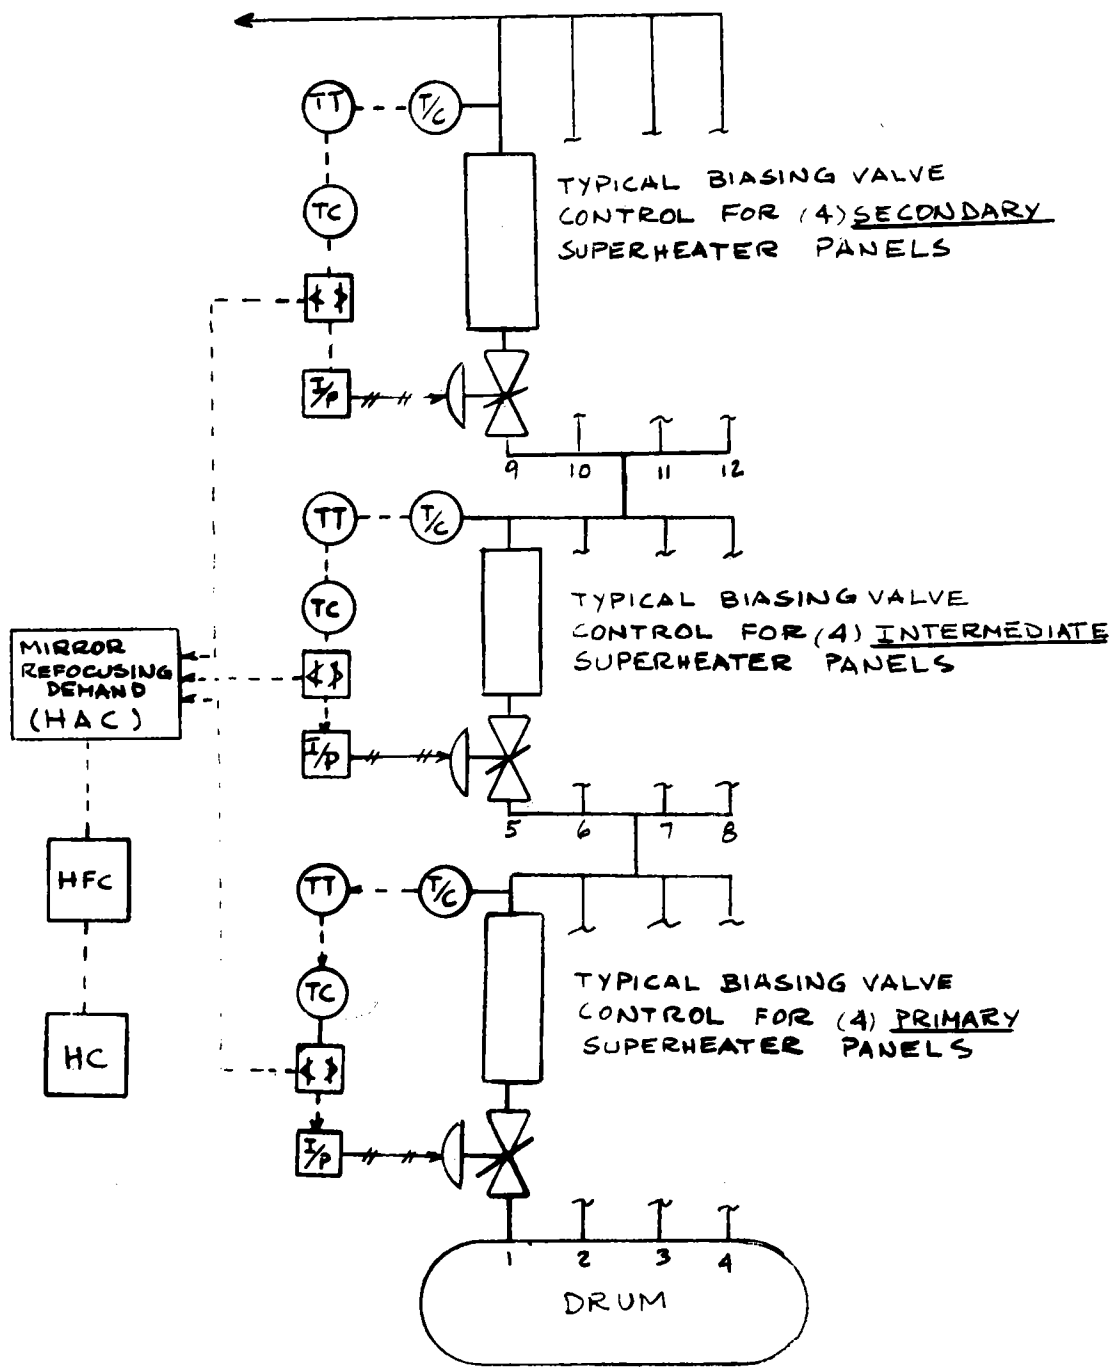 TT
T/C
TYPICAL BIASING VALVE
CONTROL FOR (4) SECONDARY
SUPERHEATER PANELS
TC
I/P
9 10 11 12
TT
T/C
TYPICAL BIASING VALVE
CONTROL FOR (4) INTERMEDIATE
SUPERHEATER PANELS
TC
MIRROR
REFOCUSING
DEMAND
(HAC)
I/P
5 6 7 8
HFC
TT
T/C
TYPICAL BIASING VALVE
CONTROL FOR (4) PRIMARY
SUPERHEATER PANELS
TC
HC
I/P
1 2 3 4
DRUM